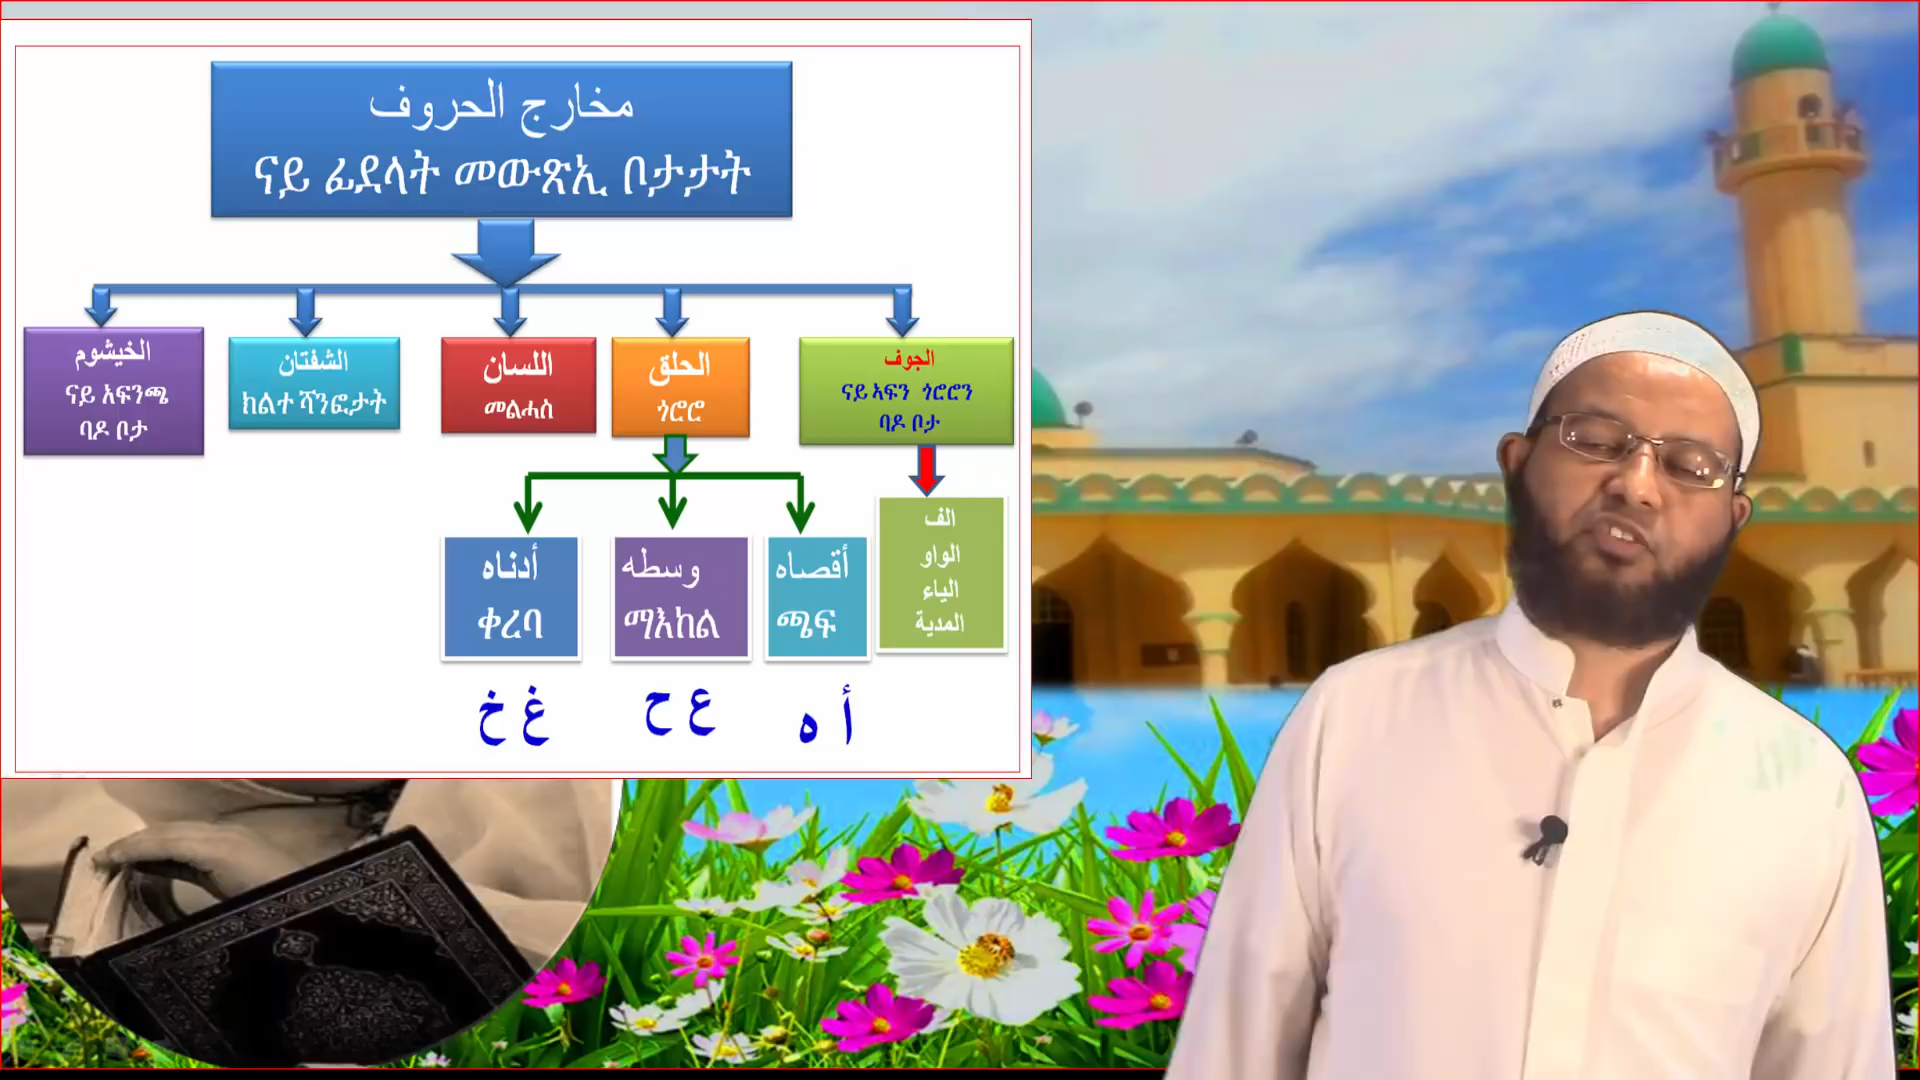 مخارج الحروف
ናይ ፊደላት መውጽኢ ቦታታት
الجوف
ናይ ኣፍን ጎሮሮን
ባዶ ቦታ
الحلق
ጎሮሮ
اللسان
መልሓስ
الشفتان
ክልተ ሻንፎታት
الخيشوم
ናይ አፍንጫ
ባዶ ቦታ
الف
الواو
الياء
المدية
أقصاه
ጫፍ
وسطه
ማእከል
أدناه
ቀረባ
أ ه
ع ح
غ خ